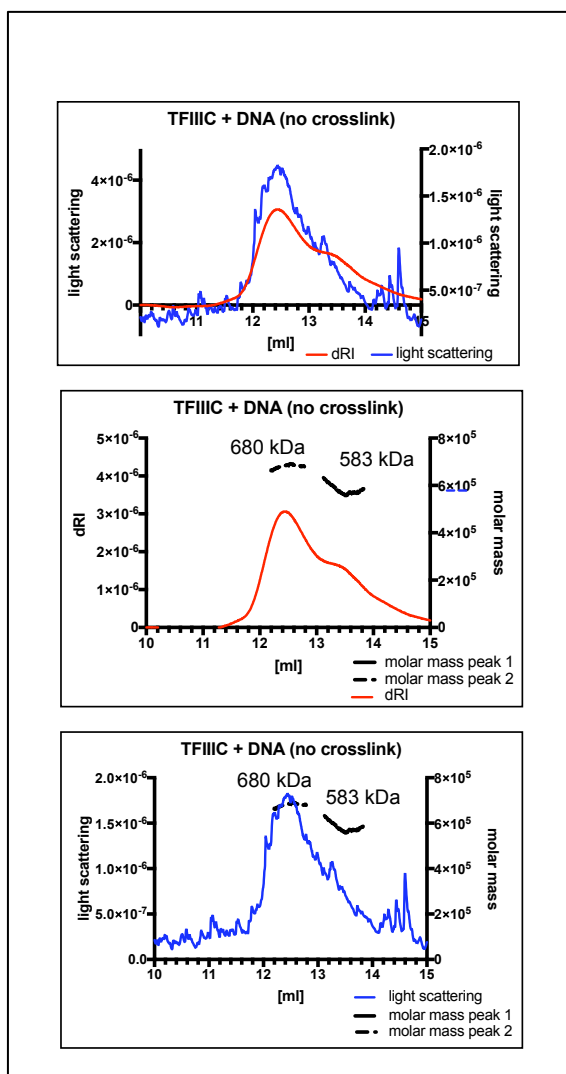 TFIIIC + DNA (no crosslink)
light scattering
4×10-6
2×10-6
0
2.0×10-6
1.5×10-6
1.0×10-6
5.0×10-7
light scattering
11 12 13 14 15
[ml]
dRI light scattering
TFIIIC + DNA (no crosslink)
680 kDa
583 kDa
dRI
5×10-6
4×10-6
3×10-6
2×10-6
1×10-6
0
8×105
6×105
4×105
2×105
0
molar mass
10 11 12 13 14 15
[ml]
molar mass peak 1
molar mass peak 2
dRI
TFIIIC + DNA (no crosslink)
680 kDa
583 kDa
light scattering
2.0×10-6
1.5×10-6
1.0×10-6
5.0×10-7
0.0
8×105
6×105
4×105
2×105
0
molar mass
10 11 12 13 14 15
[ml]
light scattering
molar mass peak 1
molar mass peak 2